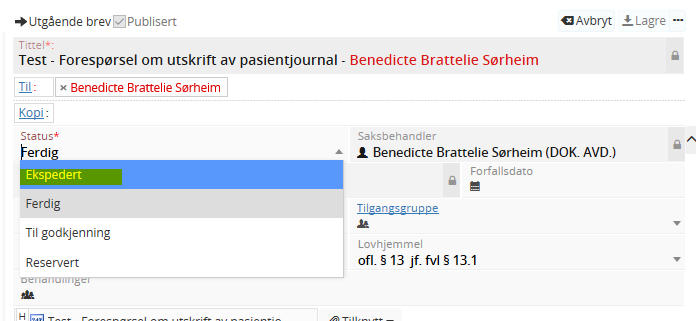 Utgående brev Publisert Avbryt Lagre
Tittel*:
Test - Forespørsel om utskrift av pasientjournal - Benedicte Brattelie Sørheim
Til: × Benedicte Brattelie Sørheim
Kopi:
Status* Saksbehandler
Ferdig Benedicte Brattelie Sørheim (DOK. AVD.)
Ekspedert Forfallsdato
Ferdig Tilgangsgruppe
Til godkjenning
Lovhjemmel
Reservert ofl. § 13 jf. fvl § 13.1
Behandlinger
H Test - Forespørsel om utskrift av pasientjo Tilknytt